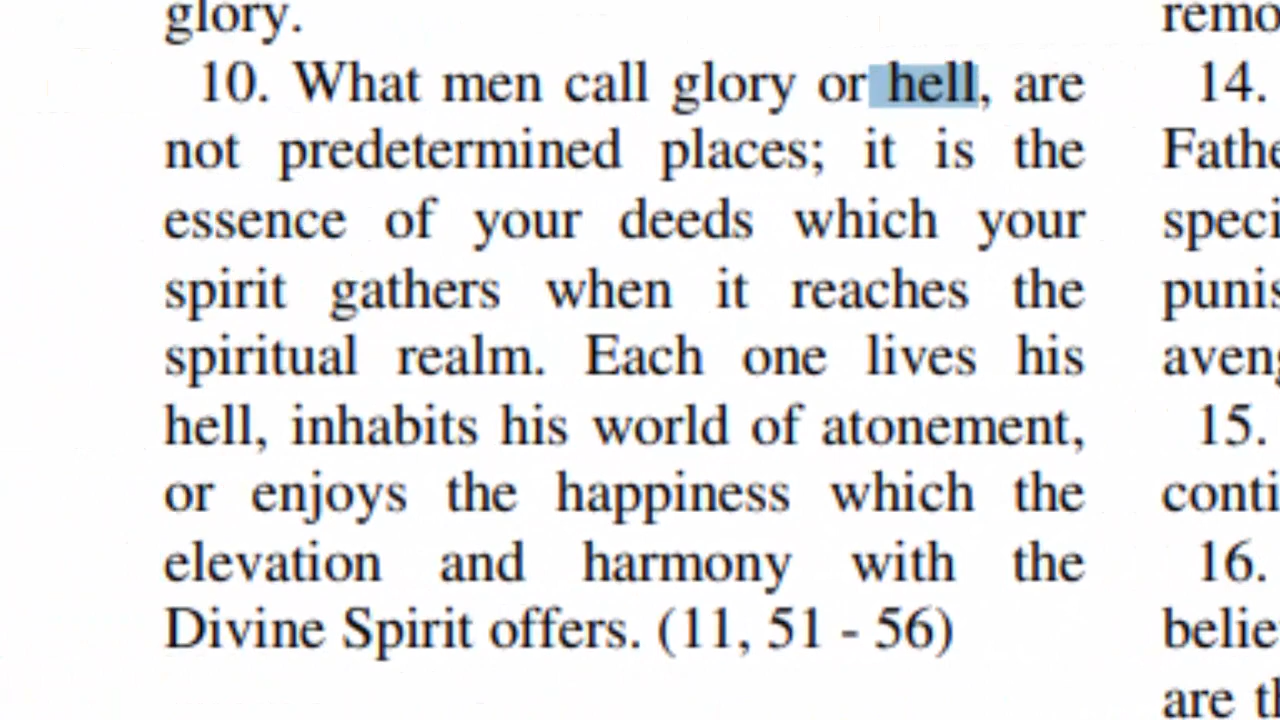 glory.
10. What men call glory or hell, are
not predetermined places; it is the
essence of your deeds which your
spirit gathers when it reaches the
spiritual realm. Each one lives his
hell, inhabits his world of atonement,
or enjoys the happiness which the
elevation and harmony with the
Divine Spirit offers. (11, 51 - 56)
14.
15.
16.
are